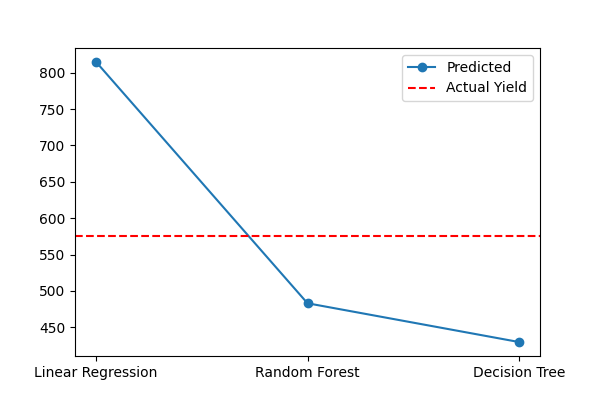 Predicted
Actual Yield
800
750
700
650
600
550
500
450
Linear Regression
Random Forest
Decision Tree